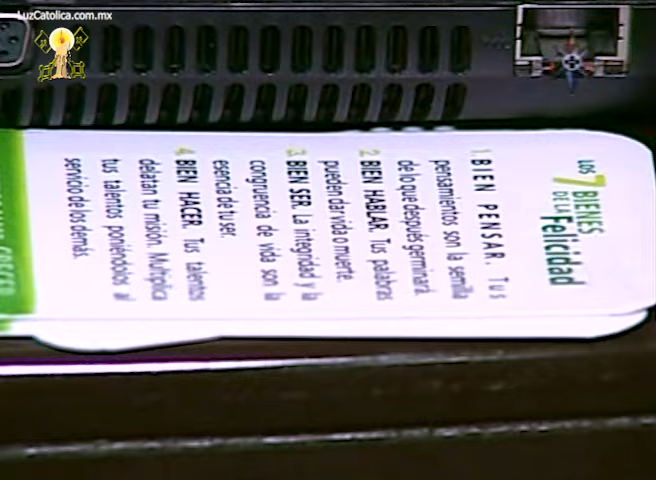 LuzCatolica.com.mx
LOS
7 BIENES
DE LA Felicidad
1 BIEN PENSAR. Tus
pensamientos son la semilla
de lo que después germinará.
2 BIEN HABLAR. Tus palabras
pueden dar vida o muerte.
3 BIEN SER. La integridad y la
congruencia de vida son la
esencia de tu ser.
4 BIEN HACER. Tus talentos
delatan tu misión. Multiplica
tus talentos poniéndolos al
servicio de los demás.